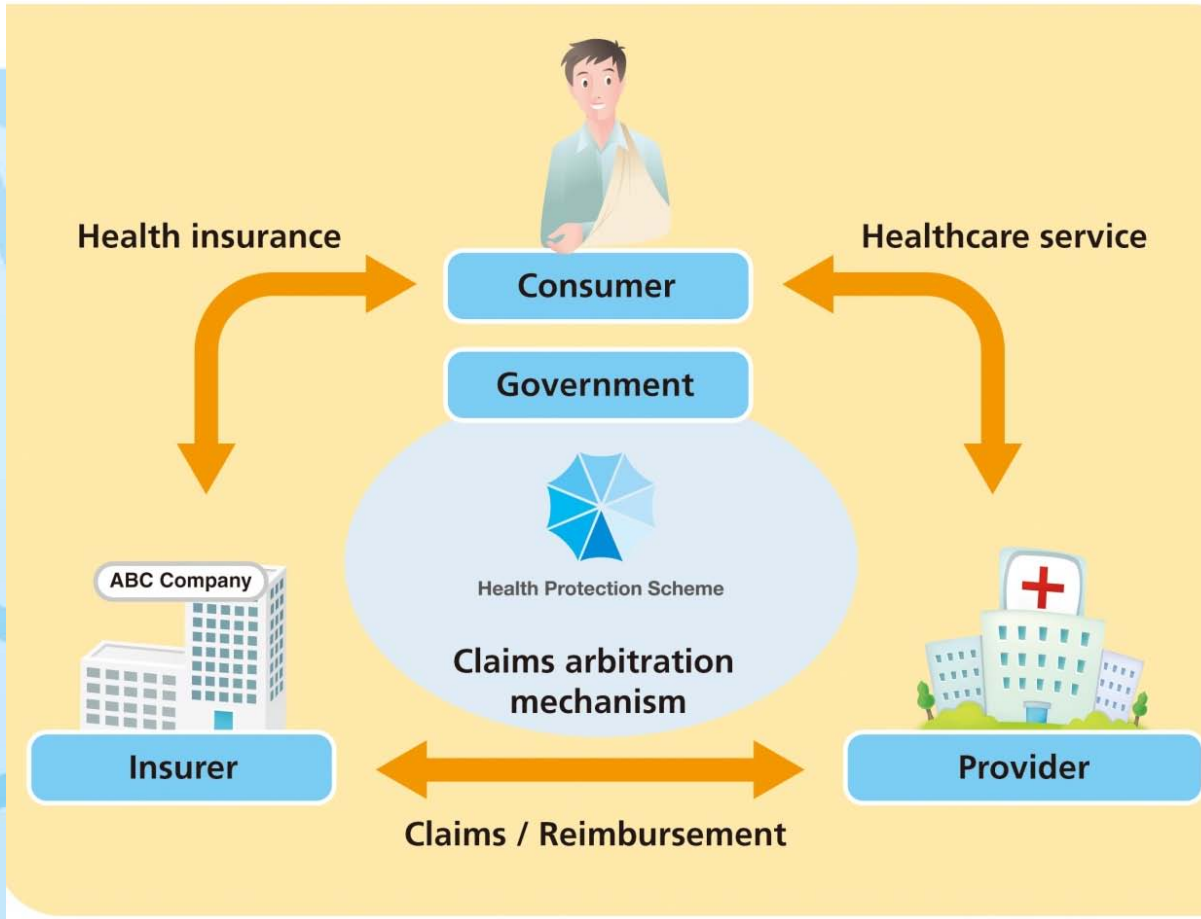 Health insurance
Healthcare service
Consumer
Government
Health Protection Scheme
ABC Company
Claims arbitration
mechanism
Insurer
Provider
Claims / Reimbursement